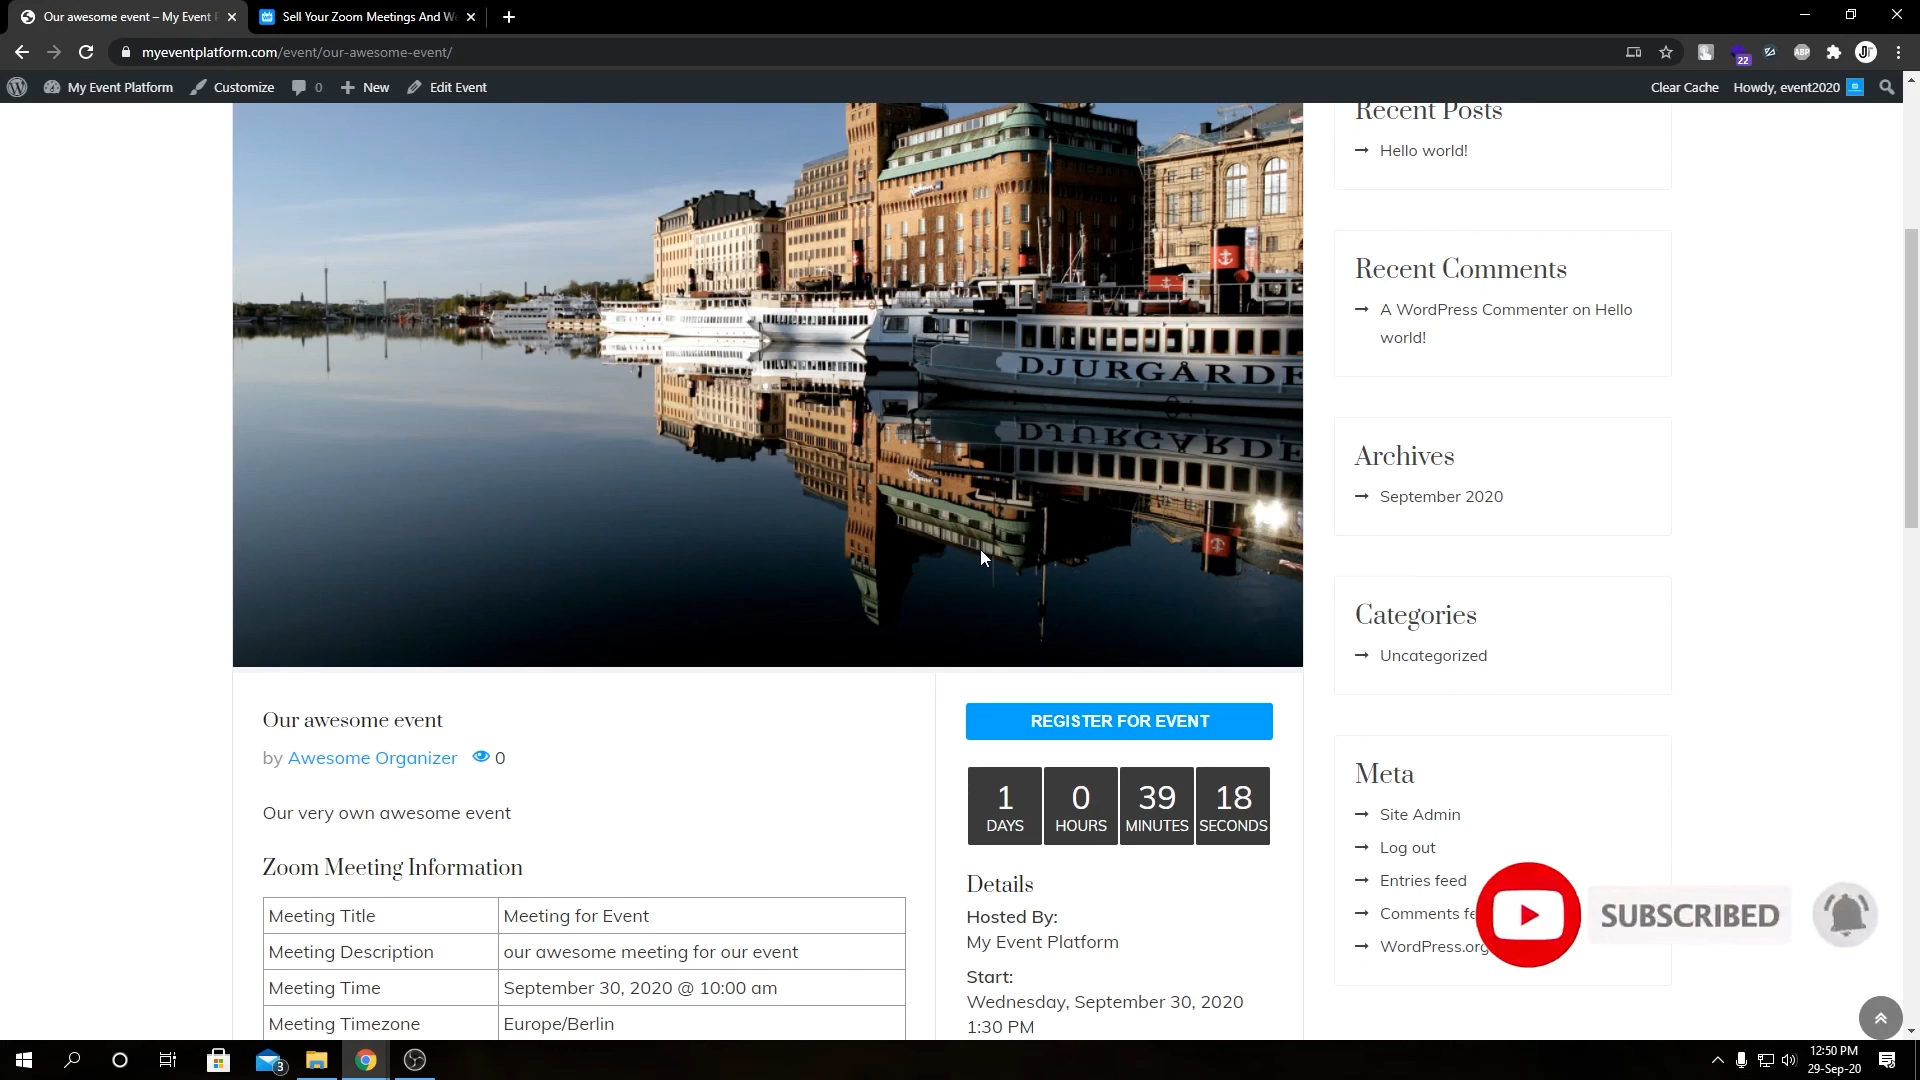 Our awesome event – My Event P
Sell Your Zoom Meetings And We
myeventplatform.com/event/our-awesome-event/
22
ABP
My Event Platform
Customize
0
New
Edit Event
Clear Cache
Howdy, event2020
DJURGÅRDE
Our awesome event
by Awesome Organizer 0
Our very own awesome event
Zoom Meeting Information
Meeting Title Meeting for Event
Meeting Description our awesome meeting for our event
Meeting Time September 30, 2020 @ 10:00 am
Meeting Timezone Europe/Berlin
REGISTER FOR EVENT
1 0 39 18
DAYS HOURS MINUTES SECONDS
Details
Hosted By:
My Event Platform
Start:
Wednesday, September 30, 2020
1:30 PM
Recent Posts
Hello world!
Recent Comments
A WordPress Commenter on Hello
world!
Archives
September 2020
Categories
Uncategorized
Meta
Site Admin
Log out
Entries feed
Comments fe
WordPress.org
SUBSCRIBED
3
12:50 PM
29-Sep-20